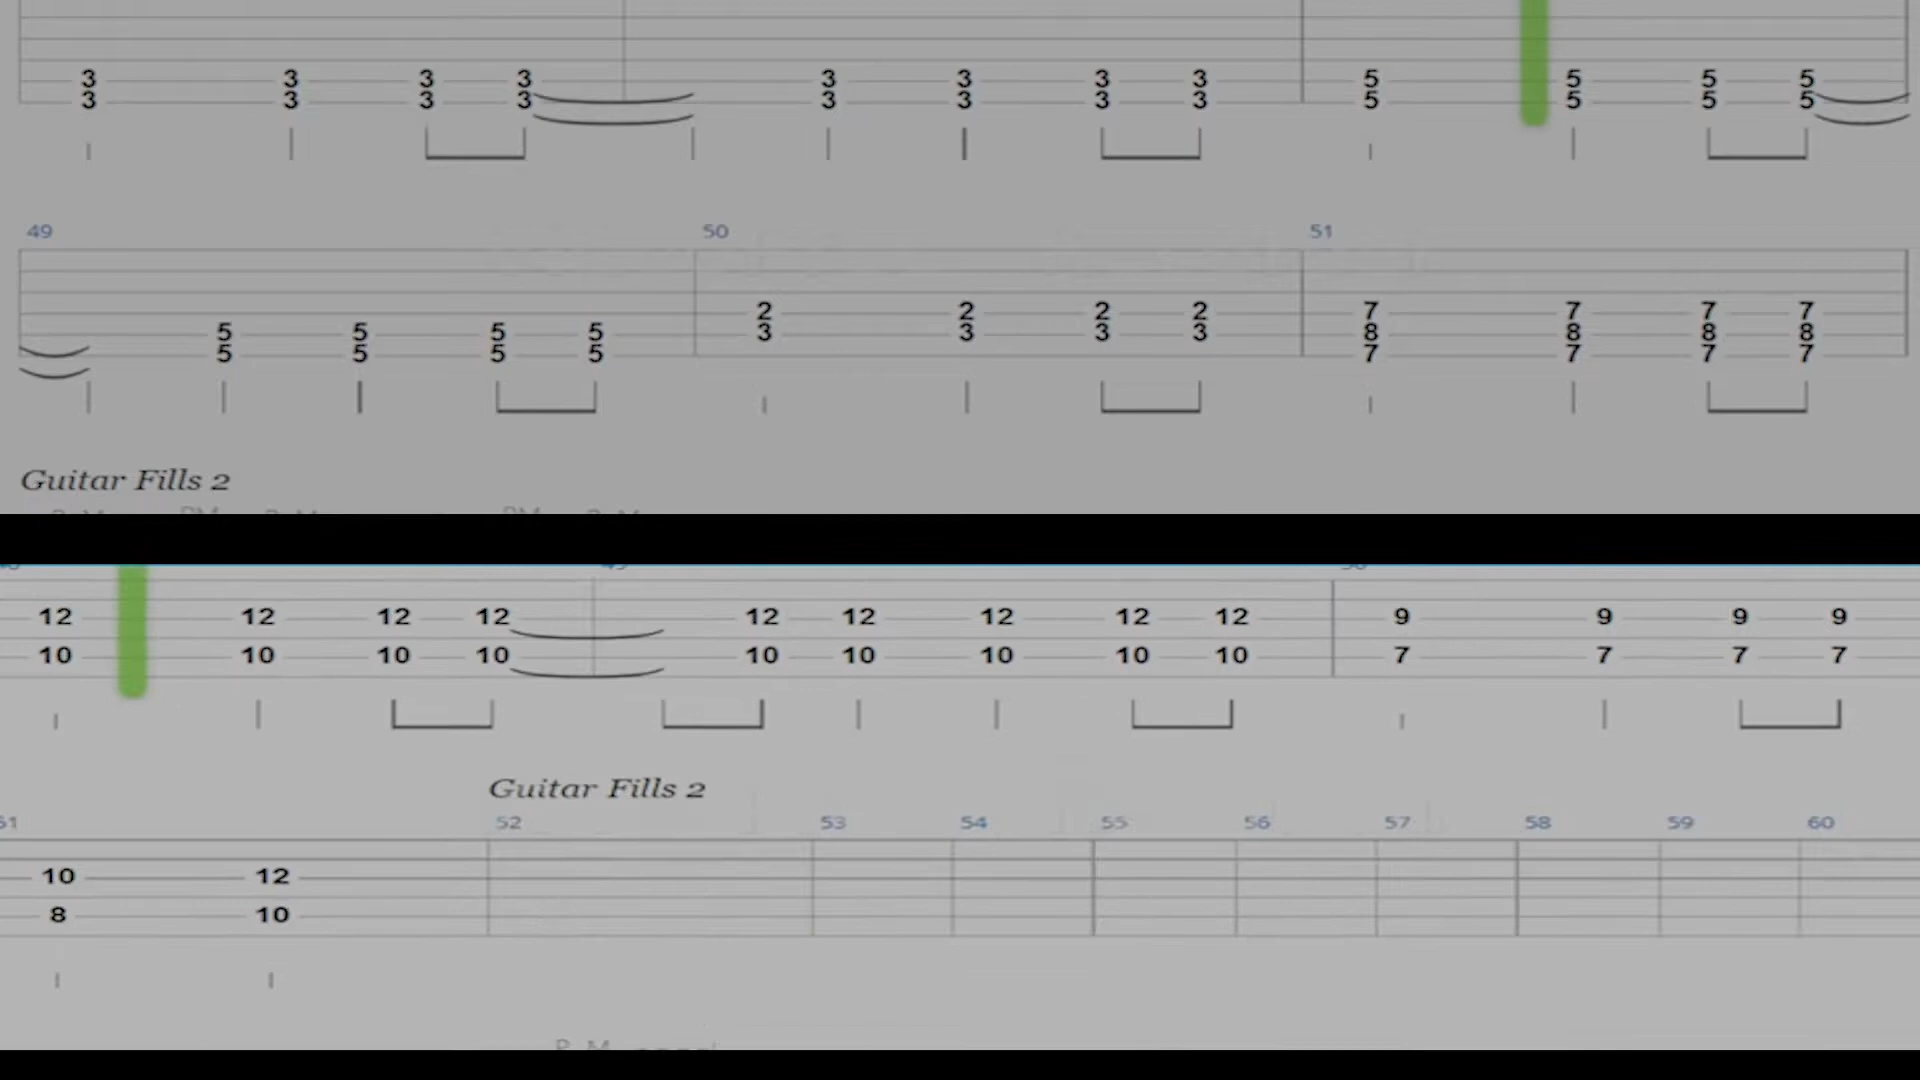 3 3 3 3 3 3 3 3 5 5 5 5
3 3 3 3 3 3 3 3 5 5 5 5
49 50 51
2 2 2 2 7 7 7 7
5 5 5 5 3 3 3 3 8 8 8 8
5 5 5 5 7 7 7 7
Guitar Fills 2
12 12 12 12 12 12 12 12 12 9 9 9 9
10 10 10 10 10 10 10 10 10 7 7 7 7
Guitar Fills 2
51 52 53 54 55 56 57 58 59 60
10 12
8 10